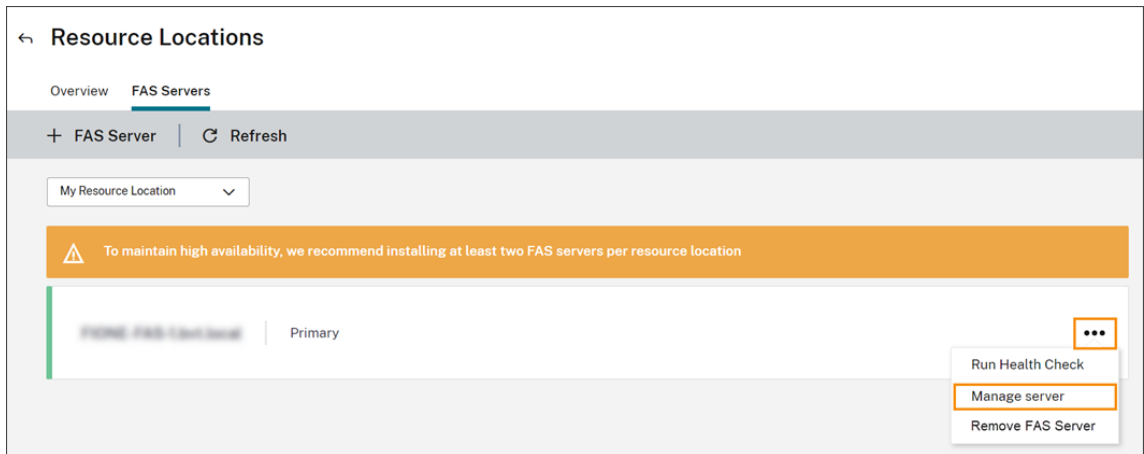 Resource Locations
Overview FAS Servers
+ FAS Server Refresh
My Resource Location
To maintain high availability, we recommend installing at least two FAS servers per resource location
Primary
Run Health Check
Manage server
Remove FAS Server